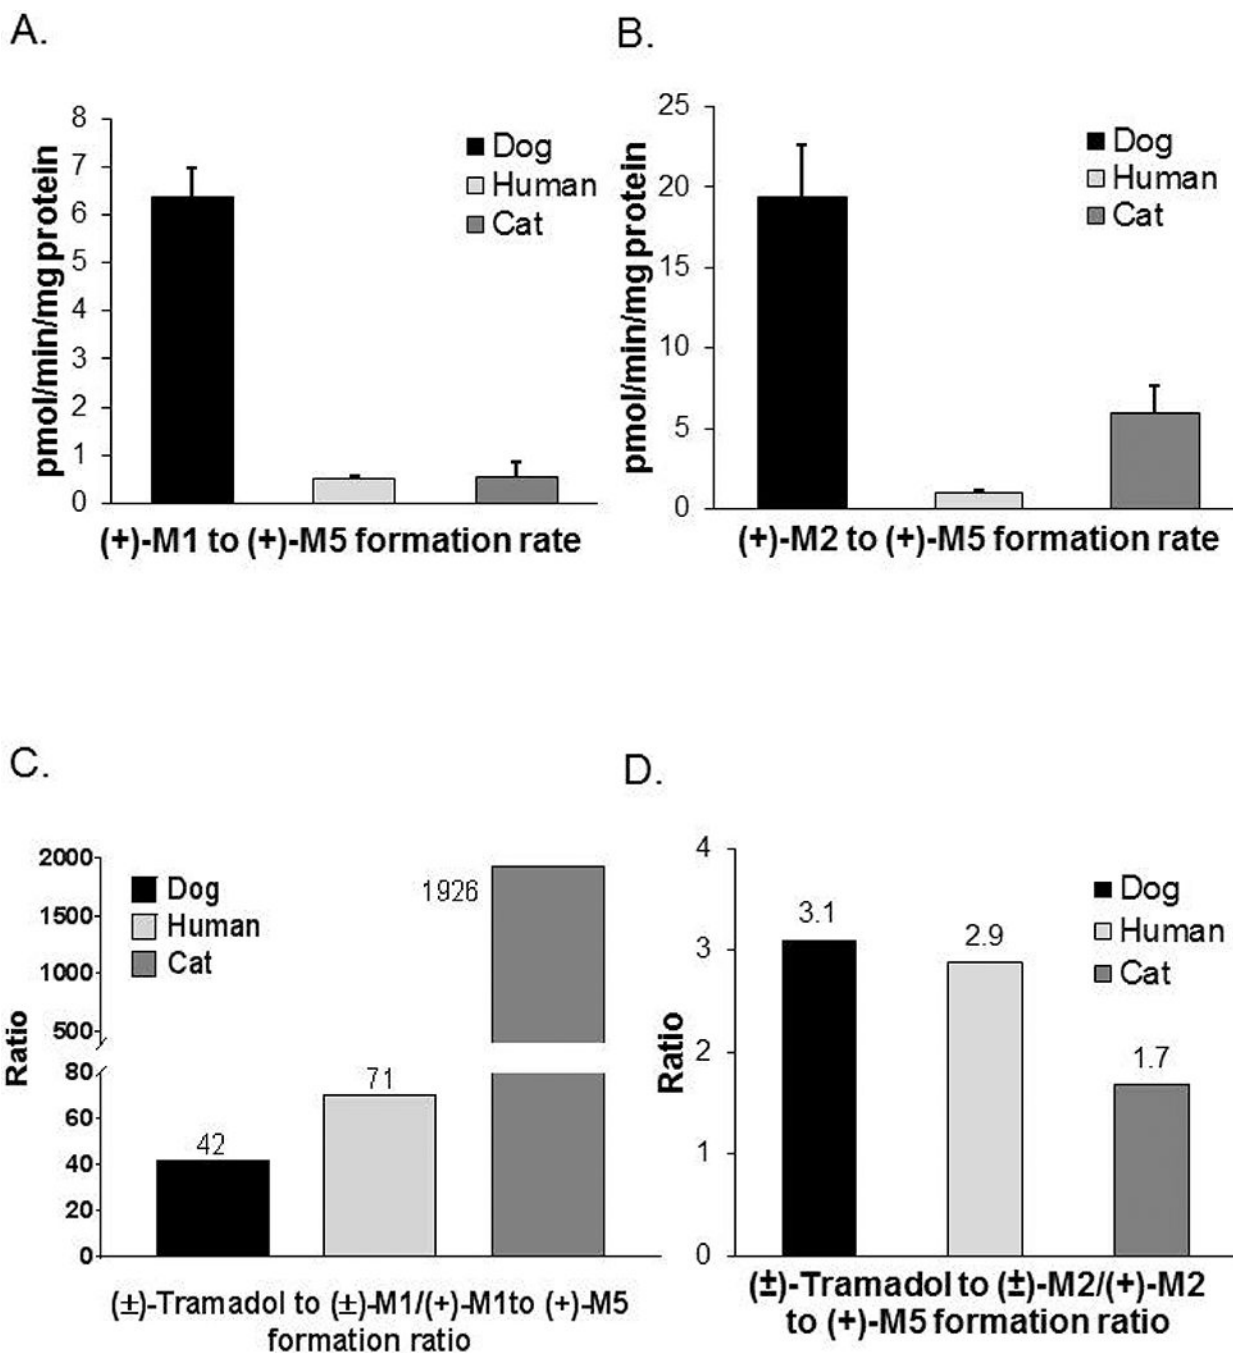 A.
pmol/min/mg protein
8
7
6
5
4
3
2
1
0
Dog
Human
Cat
(+)-M1 to (+)-M5 formation rate
B.
pmol/min/mg protein
25
20
15
10
5
0
Dog
Human
Cat
(+)-M2 to (+)-M5 formation rate
C.
Ratio
2000
1500
1000
500
80
60
40
20
0
Dog
Human
Cat
42
71
1926
(±)-Tramadol to (±)-M1/(+)-M1to (+)-M5
formation ratio
D.
Ratio
4
3
2
1
0
Dog
Human
Cat
3.1
2.9
1.7
(±)-Tramadol to (±)-M2/(+)-M2
to (+)-M5 formation ratio